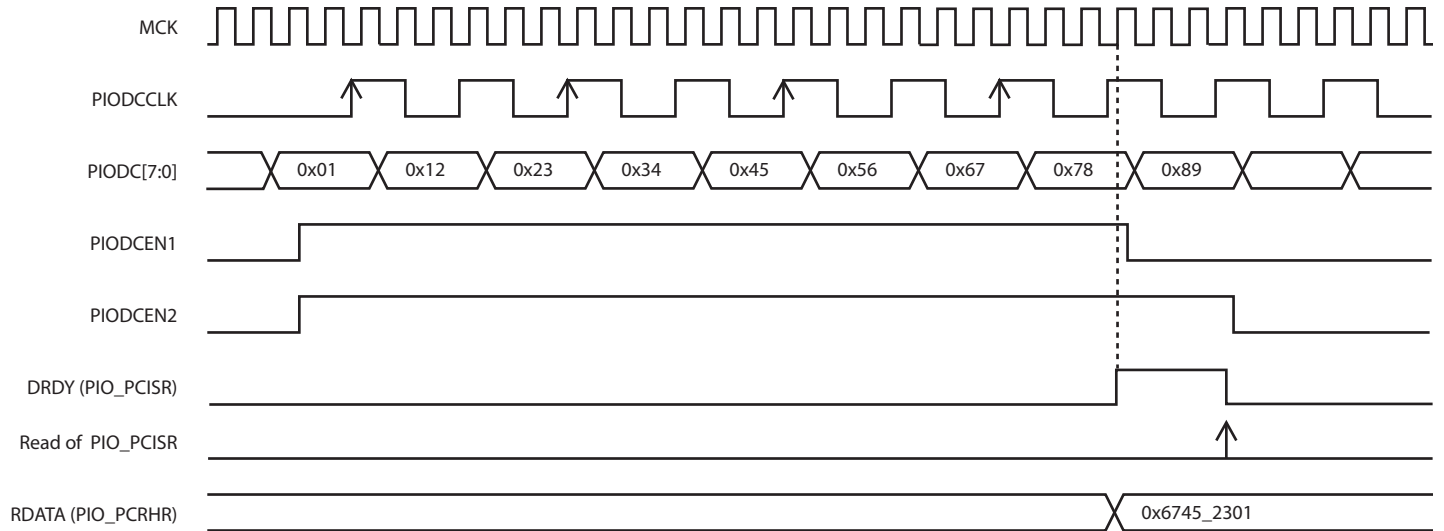 MCK
PIODCCLK
PIODC[7:0] 0x01 0x12 0x23 0x34 0x45 0x56 0x67 0x78 0x89
PIODCEN1
PIODCEN2
DRDY (PIO_PCISR)
Read of PIO_PCISR
RDATA (PIO_PCRHR) 0x6745_2301